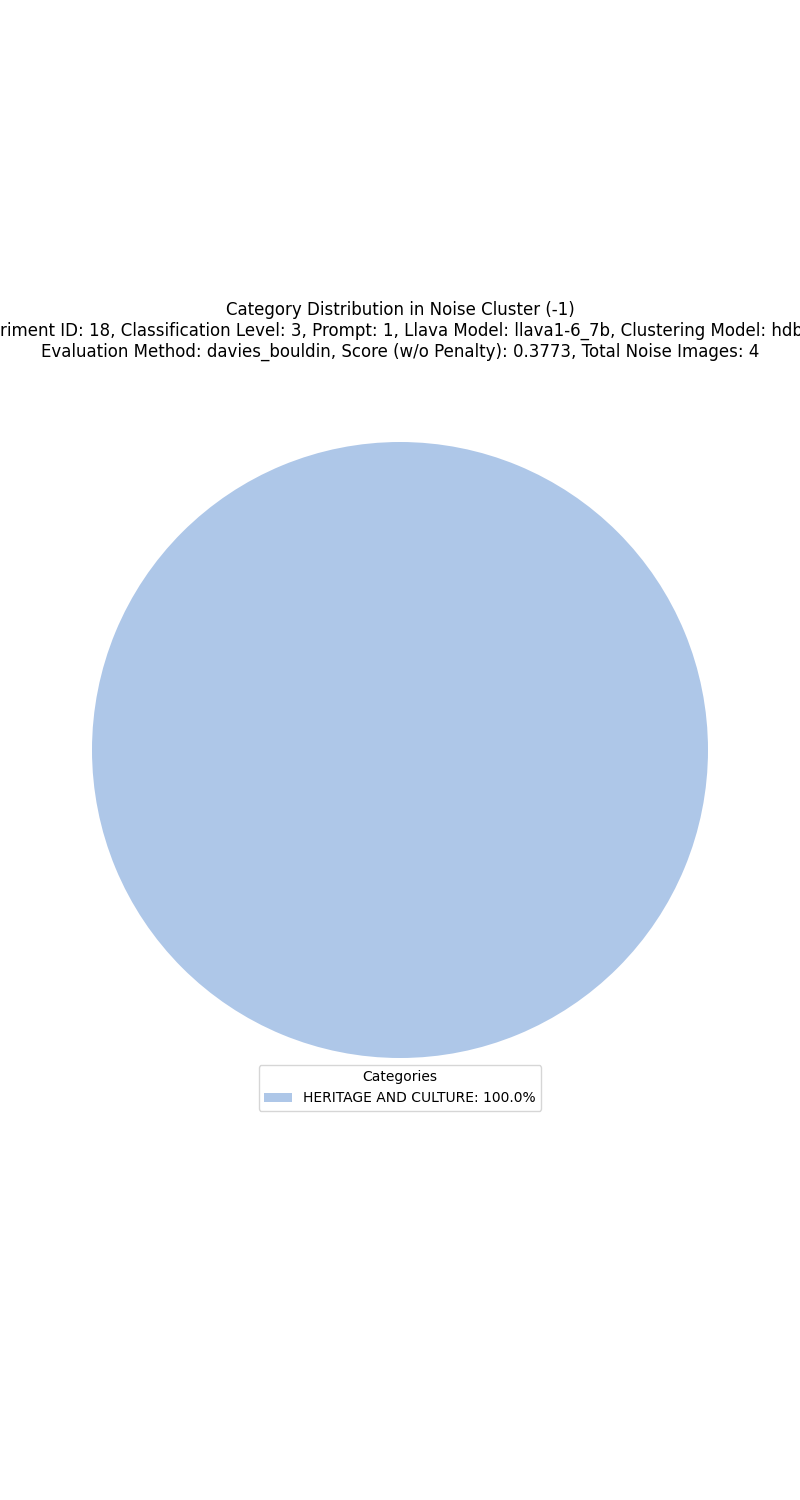 Category Distribution in Noise Cluster (-1)
riment ID: 18, Classification Level: 3, Prompt: 1, Llava Model: llava1-6_7b, Clustering Model: hdb
Evaluation Method: davies_bouldin, Score (w/o Penalty): 0.3773, Total Noise Images: 4
Categories
HERITAGE AND CULTURE: 100.0%